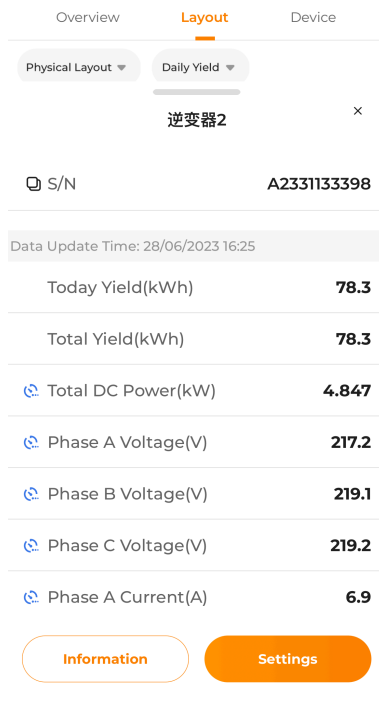 Overview Layout Device
Physical Layout Daily Yield
逆变器2
S/N A2331133398
Data Update Time: 28/06/2023 16:25
Today Yield(kWh) 78.3
Total Yield(kWh) 78.3
Total DC Power(kW) 4.847
Phase A Voltage(V) 217.2
Phase B Voltage(V) 219.1
Phase C Voltage(V) 219.2
Phase A Current(A) 6.9
Information Settings